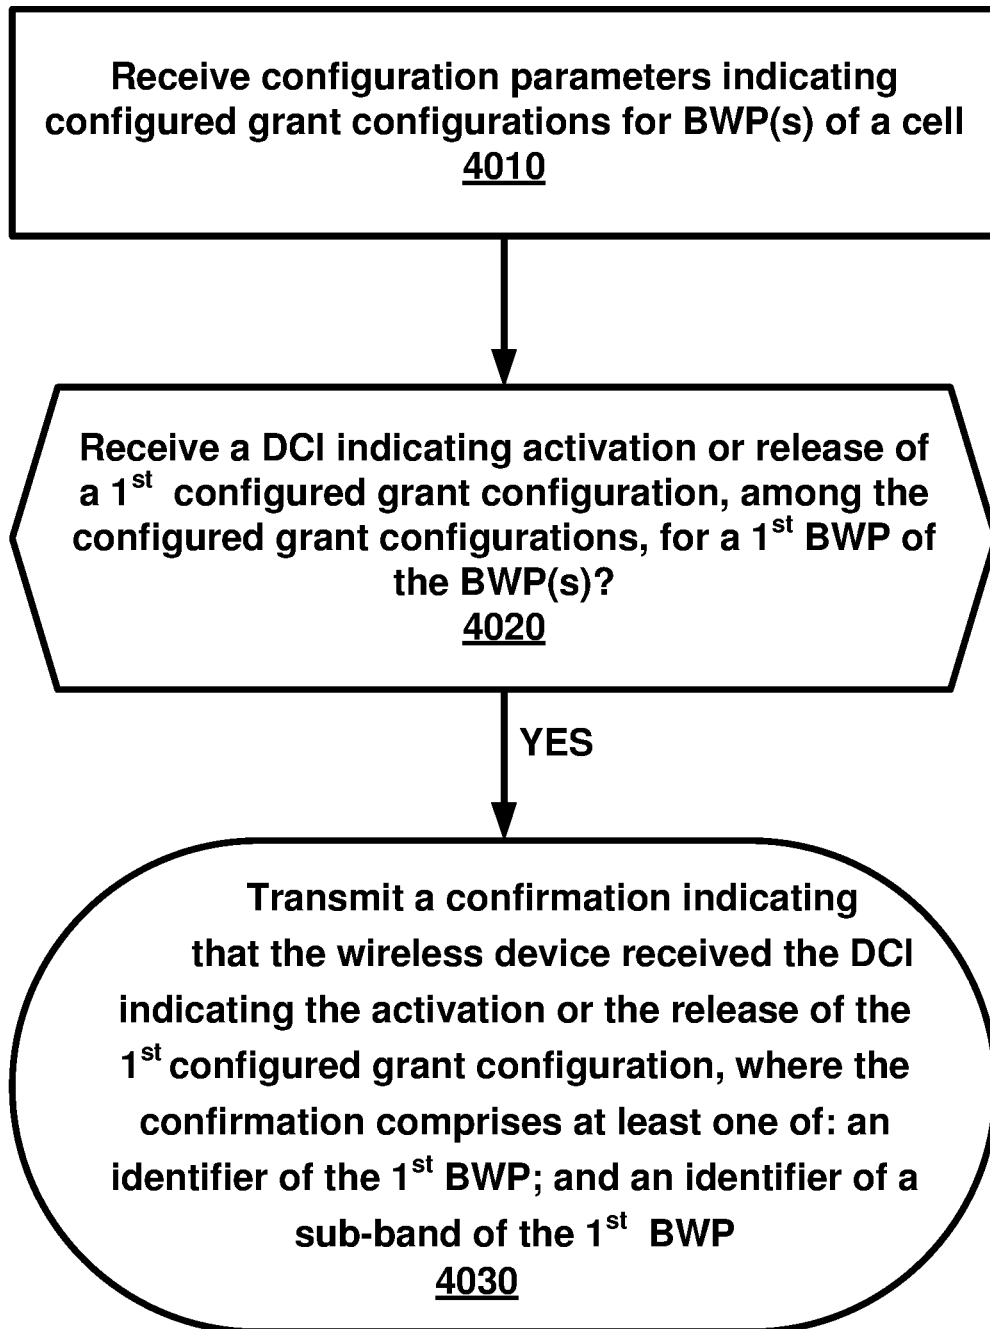 Receive configuration parameters indicating
configured grant configurations for BWP(s) of a cell
4010
Receive a DCI indicating activation or release of
a 1st configured grant configuration, among the
configured grant configurations, for a 1st BWP of
the BWP(s)?
4020
YES
Transmit a confirmation indicating
that the wireless device received the DCI
indicating the activation or the release of the
1st configured grant configuration, where the
confirmation comprises at least one of: an
identifier of the 1st BWP; and an identifier of a
sub-band of the 1st BWP
4030